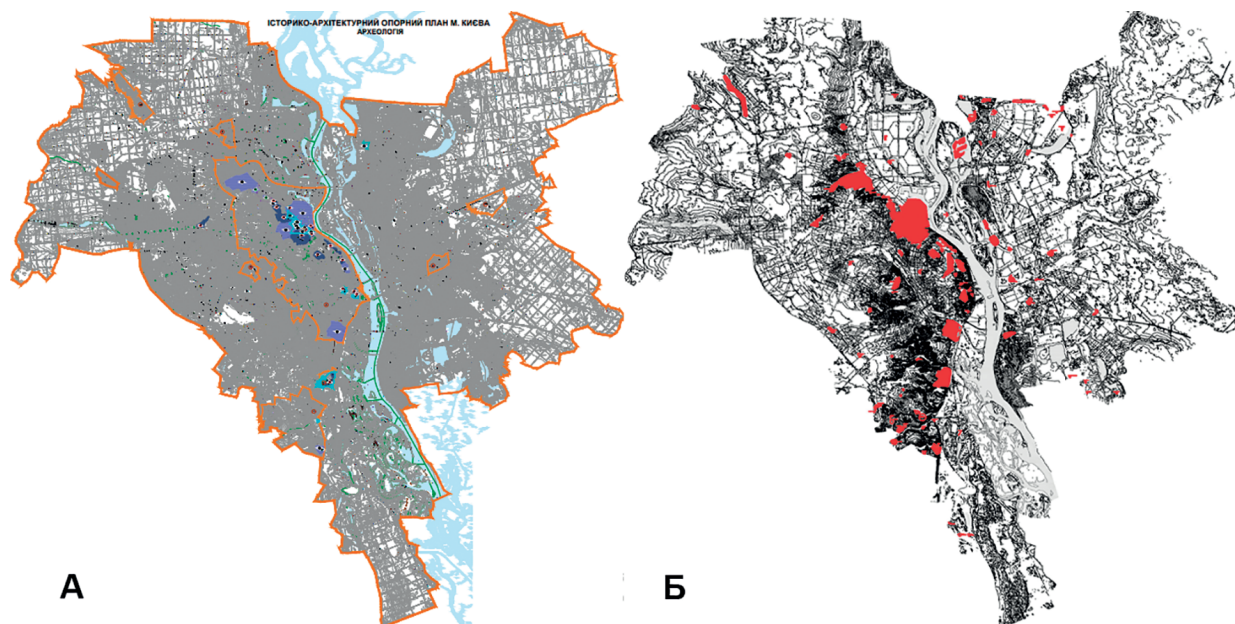 ІСТОРИКО-АРХІТЕКТУРНИЙ ОПОРНИЙ ПЛАН М. КИЄВА
АРХЕОЛОГІЯ
А
Б